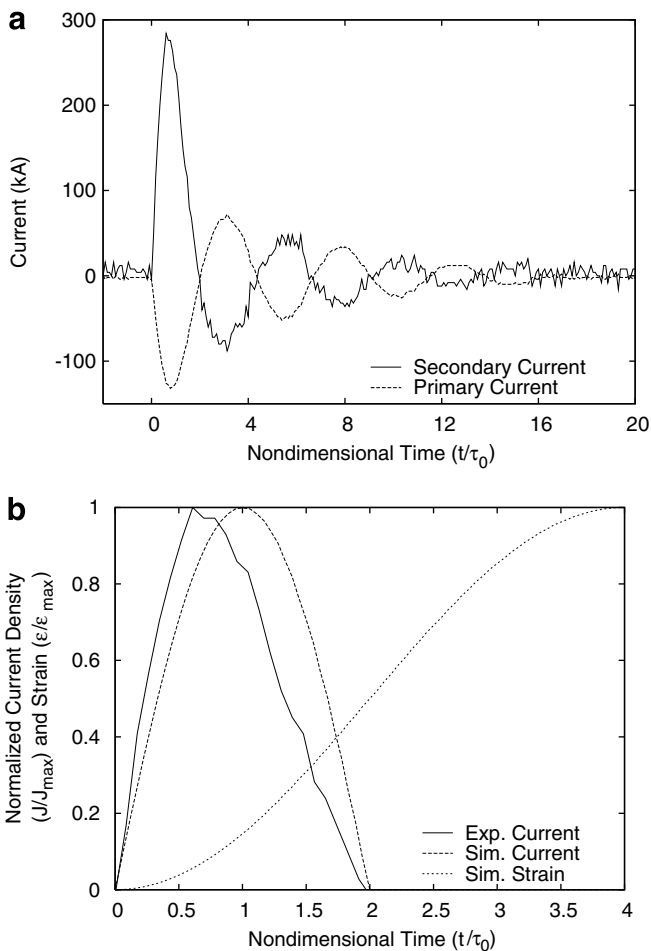 a
Current (kA)
300
200
100
0
-100
Secondary Current
Primary Current
0 4 8 12 16 20
Nondimensional Time (t/τ0)
b
Normalized Current Density
(J/Jmax) and Strain (ε/εmax)
1
0.8
0.6
0.4
0.2
0
Exp. Current
Sim. Current
Sim. Strain
0 0.5 1 1.5 2 2.5 3 3.5 4
Nondimensional Time (t/τ0)